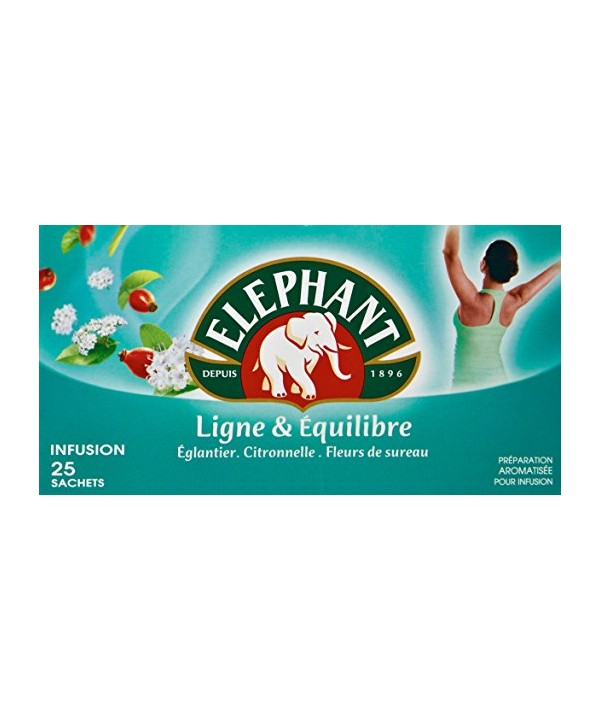 ELEPHANT
DEPUIS 1896
Ligne & Équilibre
Églantier. Citronnelle. Fleurs de sureau
INFUSION
25
SACHETS
PRÉPARATION
AROMATISÉE
POUR INFUSION